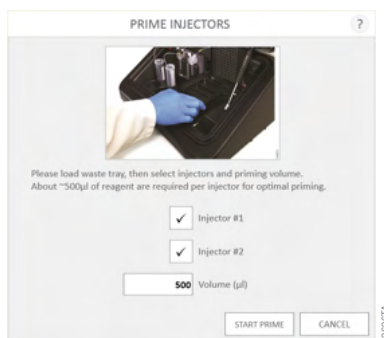 PRIME INJECTORS
?
Please load waste tray, then select injectors and priming volume.
About ~500µl of reagent are required per injector for optimal priming.
✓ Injector #1
✓ Injector #2
500 Volume (µl)
START PRIME CANCEL